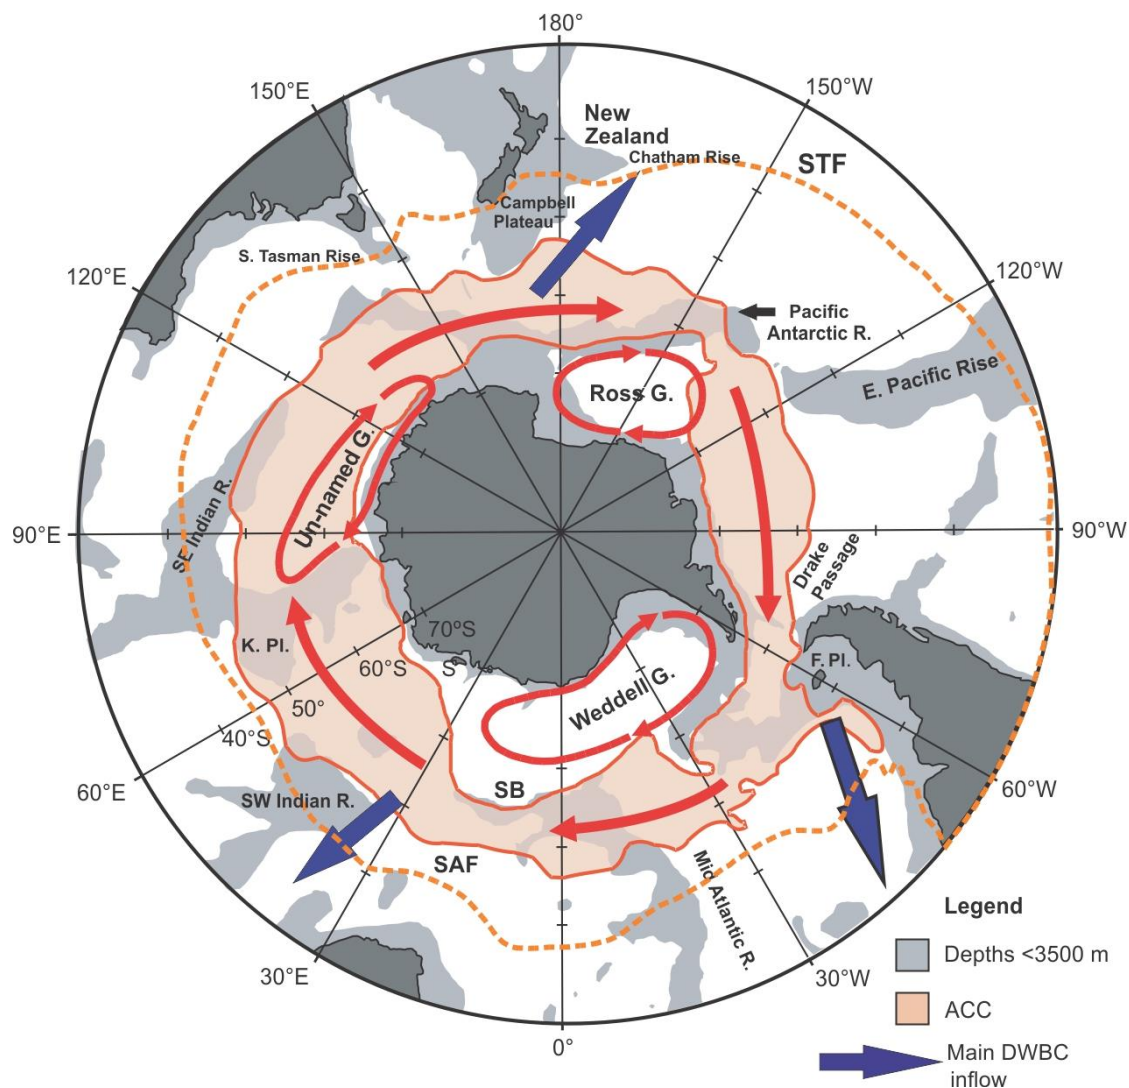 180°
150°E
150°W
New
Zealand
Chatham Rise
STF
Campbell
Plateau
S. Tasman Rise
120°E
120°W
Pacific
Antarctic R.
E. Pacific Rise
Ross G.
Un-named G.
SE Indian R.
90°E
90°W
Drake
Passage
K. Pl.
70°S
60°S
S
50°
40°S
F. Pl.
Weddell G.
60°E
SW Indian R.
SB
60°W
SAF
Mid Atlantic R.
30°E
0°
30°W
Legend
Depths <3500 m
ACC
Main DWBC
inflow